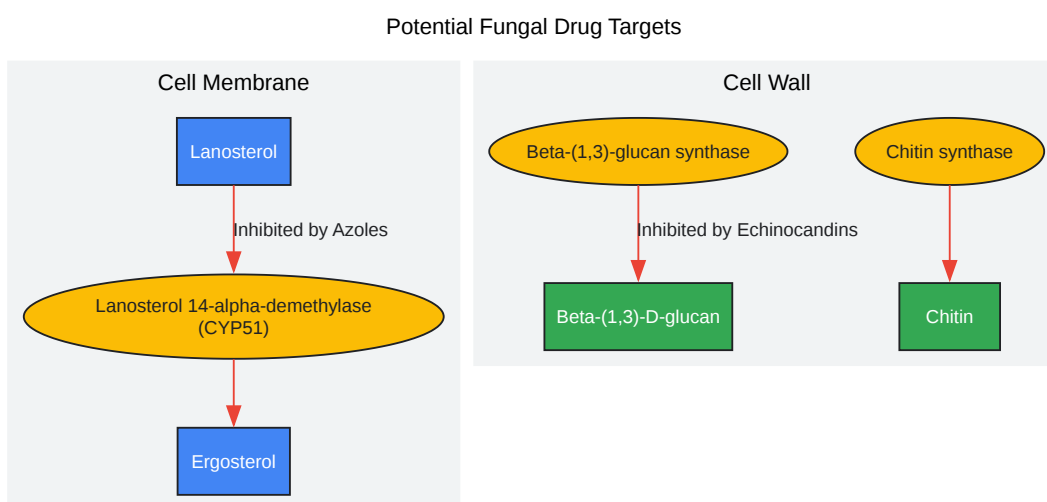 Potential Fungal Drug Targets
Cell Membrane
Lanosterol
Inhibited by Azoles
Lanosterol 14-alpha-demethylase
(CYP51)
Ergosterol
Cell Wall
Beta-(1,3)-glucan synthase
Chitin synthase
Inhibited by Echinocandins
Beta-(1,3)-D-glucan
Chitin